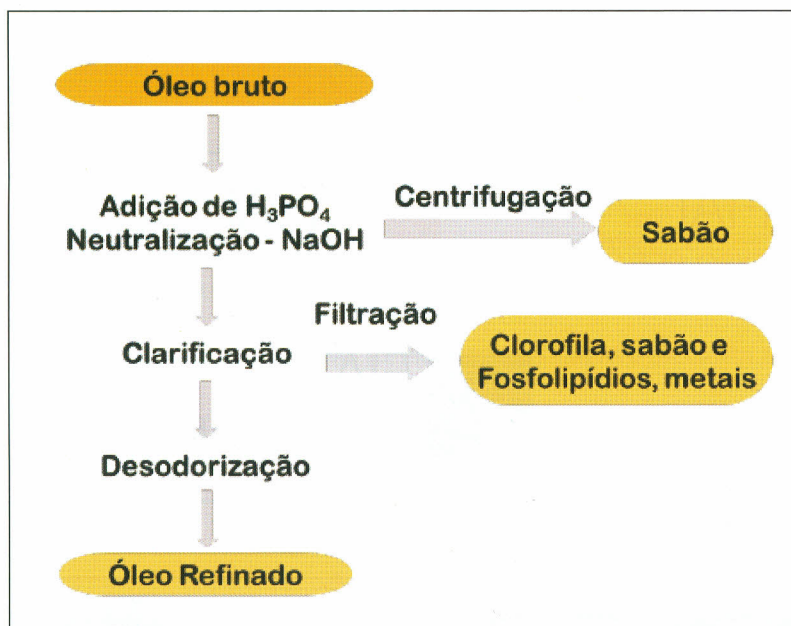 Óleo bruto
Adição de H₃PO₄
Neutralização - NaOH
Centrifugação
Sabão
Clarificação
Filtração
Clorofila, sabão e
Fosfolipídios, metais
Desodorização
Óleo Refinado